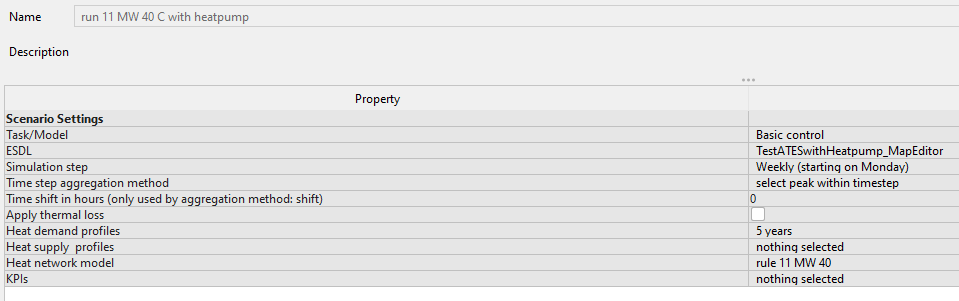 Name run 11 MW 40 C with heatpump
Description
Property
Scenario Settings
Task/Model Basic control
ESDL TestATESwithHeatpump_MapEditor
Simulation step Weekly (starting on Monday)
Time step aggregation method select peak within timestep
Time shift in hours (only used by aggregation method: shift) 0
Apply thermal loss
Heat demand profiles 5 years
Heat supply  profiles nothing selected
Heat network model rule 11 MW 40
KPIs nothing selected